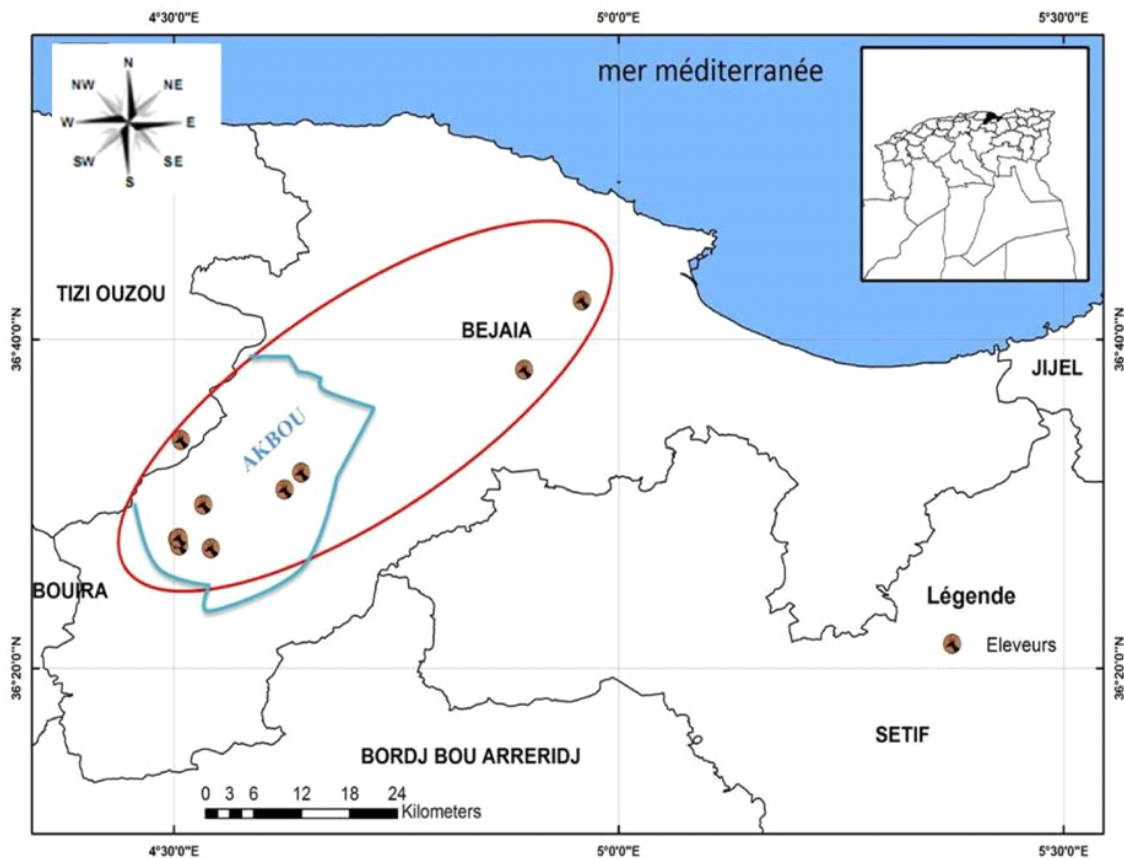 4°30'0"E
5°0'0"E
5°30'0"E
N
NW
NE
W
E
SW
SE
S
mer méditerranée
TIZI OUZOU
BEJAIA
36°40'0"N
36°40'0"N
JIJEL
AKBOU
BOUIRA
Légende
Eleveurs
36°20'0"N
36°20'0"N
SETIF
BORDJ BOU ARRERIDJ
0 3 6 12 18 24
Kilometers
4°30'0"E
5°0'0"E
5°30'0"E